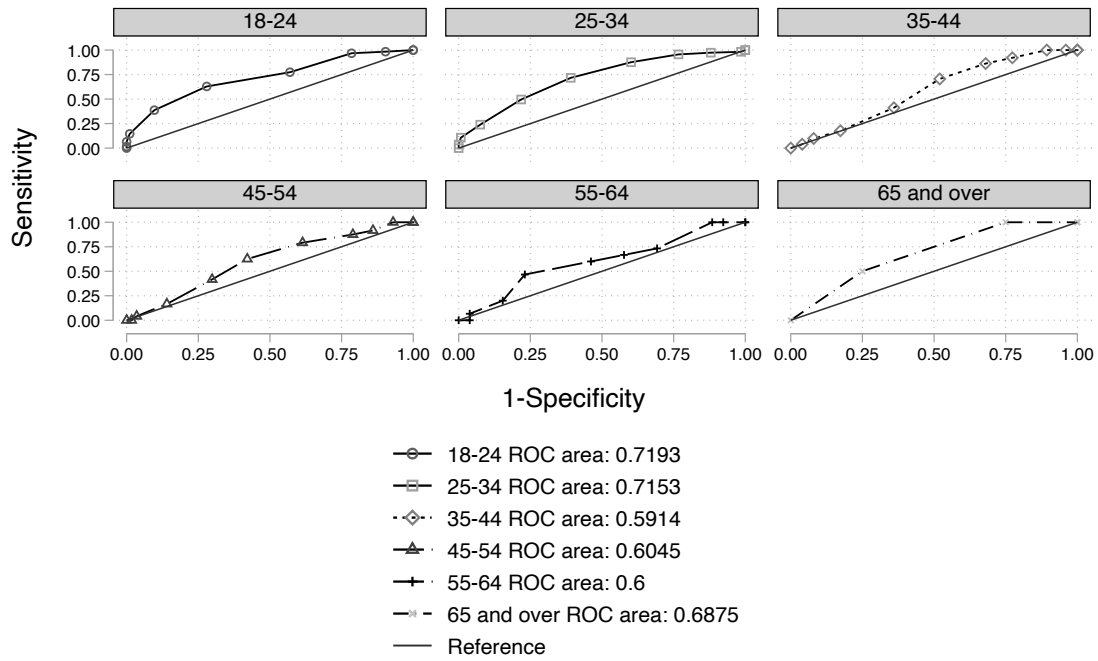 18-24 25-34 35-44
1.00
0.75
0.50
0.25
0.00
Sensitivity
45-54 55-64 65 and over
1.00
0.75
0.50
0.25
0.00
0.00 0.25 0.50 0.75 1.00 0.00 0.25 0.50 0.75 1.00 0.00 0.25 0.50 0.75 1.00
1-Specificity
18-24 ROC area: 0.7193
25-34 ROC area: 0.7153
35-44 ROC area: 0.5914
45-54 ROC area: 0.6045
55-64 ROC area: 0.6
65 and over ROC area: 0.6875
Reference